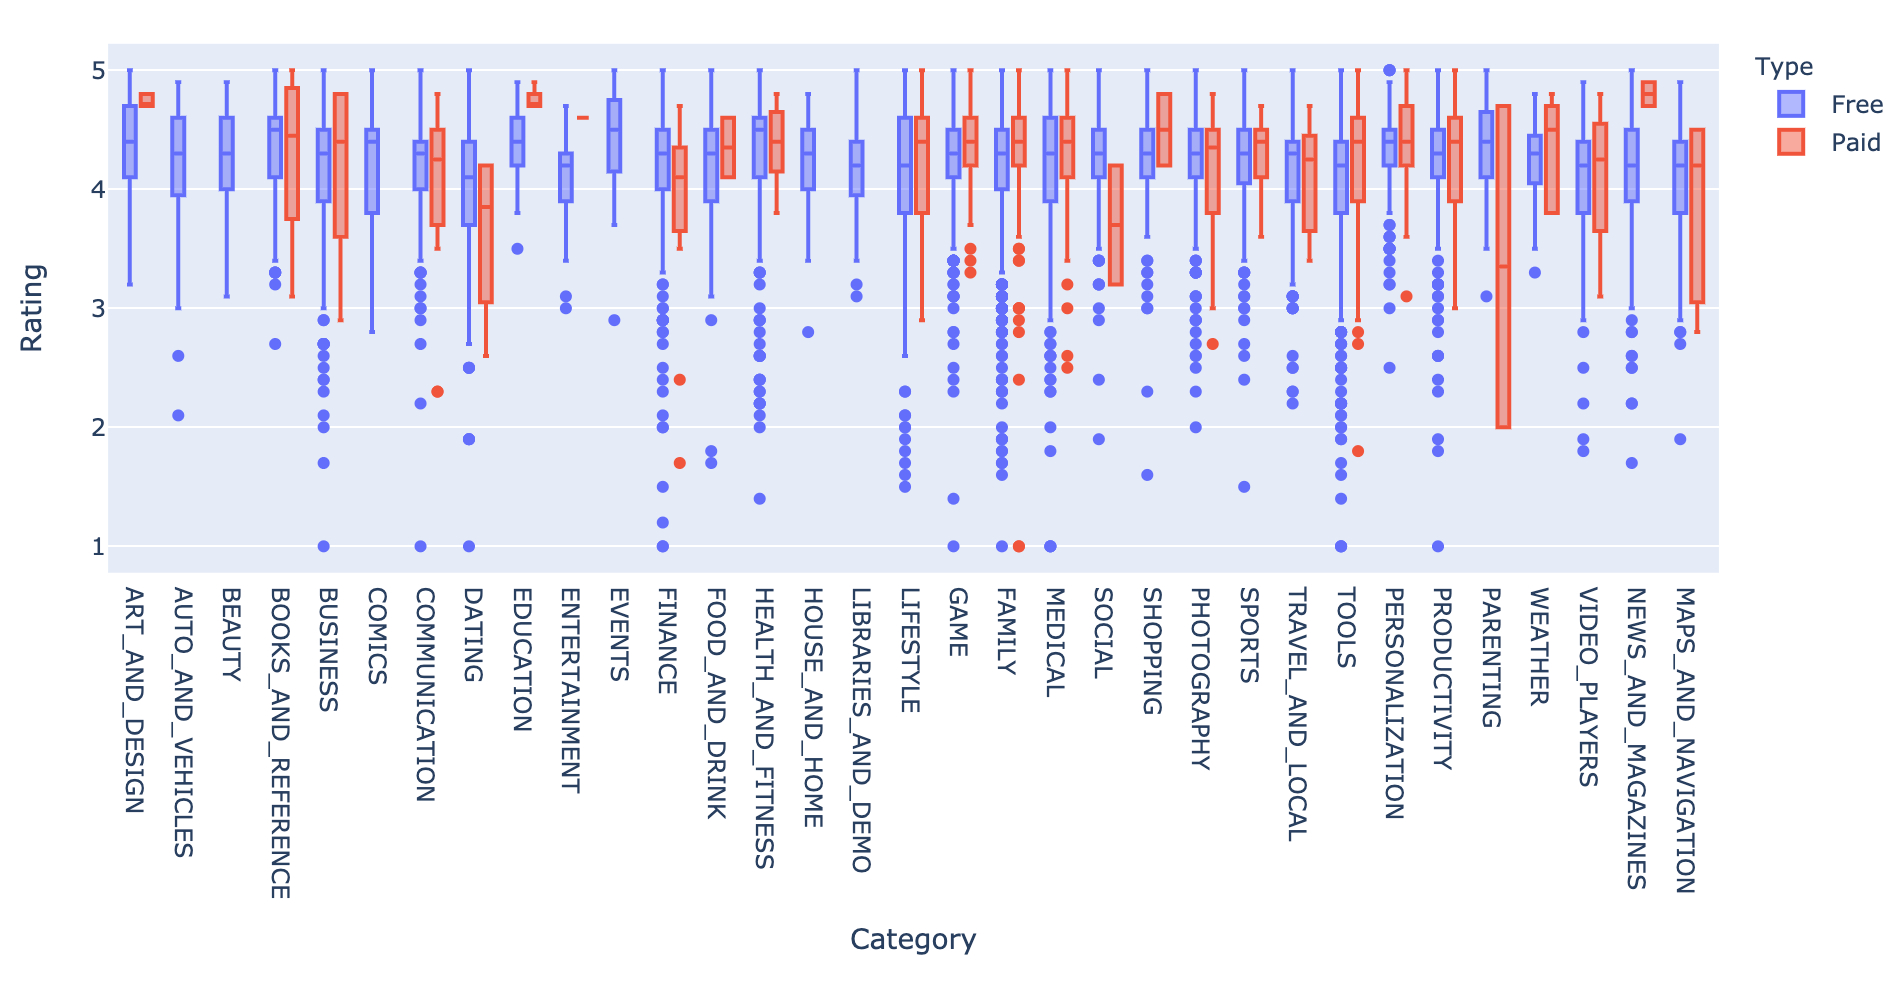 Type
Free
Paid
Rating
5
4
3
2
1
ART_AND_DESIGN
AUTO_AND_VEHICLES
BEAUTY
BOOKS_AND_REFERENCE
BUSINESS
COMICS
COMMUNICATION
DATING
EDUCATION
ENTERTAINMENT
EVENTS
FINANCE
FOOD_AND_DRINK
HEALTH_AND_FITNESS
HOUSE_AND_HOME
LIBRARIES_AND_DEMO
LIFESTYLE
GAME
FAMILY
MEDICAL
SOCIAL
SHOPPING
PHOTOGRAPHY
SPORTS
TRAVEL_AND_LOCAL
TOOLS
PERSONALIZATION
PRODUCTIVITY
PARENTING
WEATHER
VIDEO_PLAYERS
NEWS_AND_MAGAZINES
MAPS_AND_NAVIGATION
Category